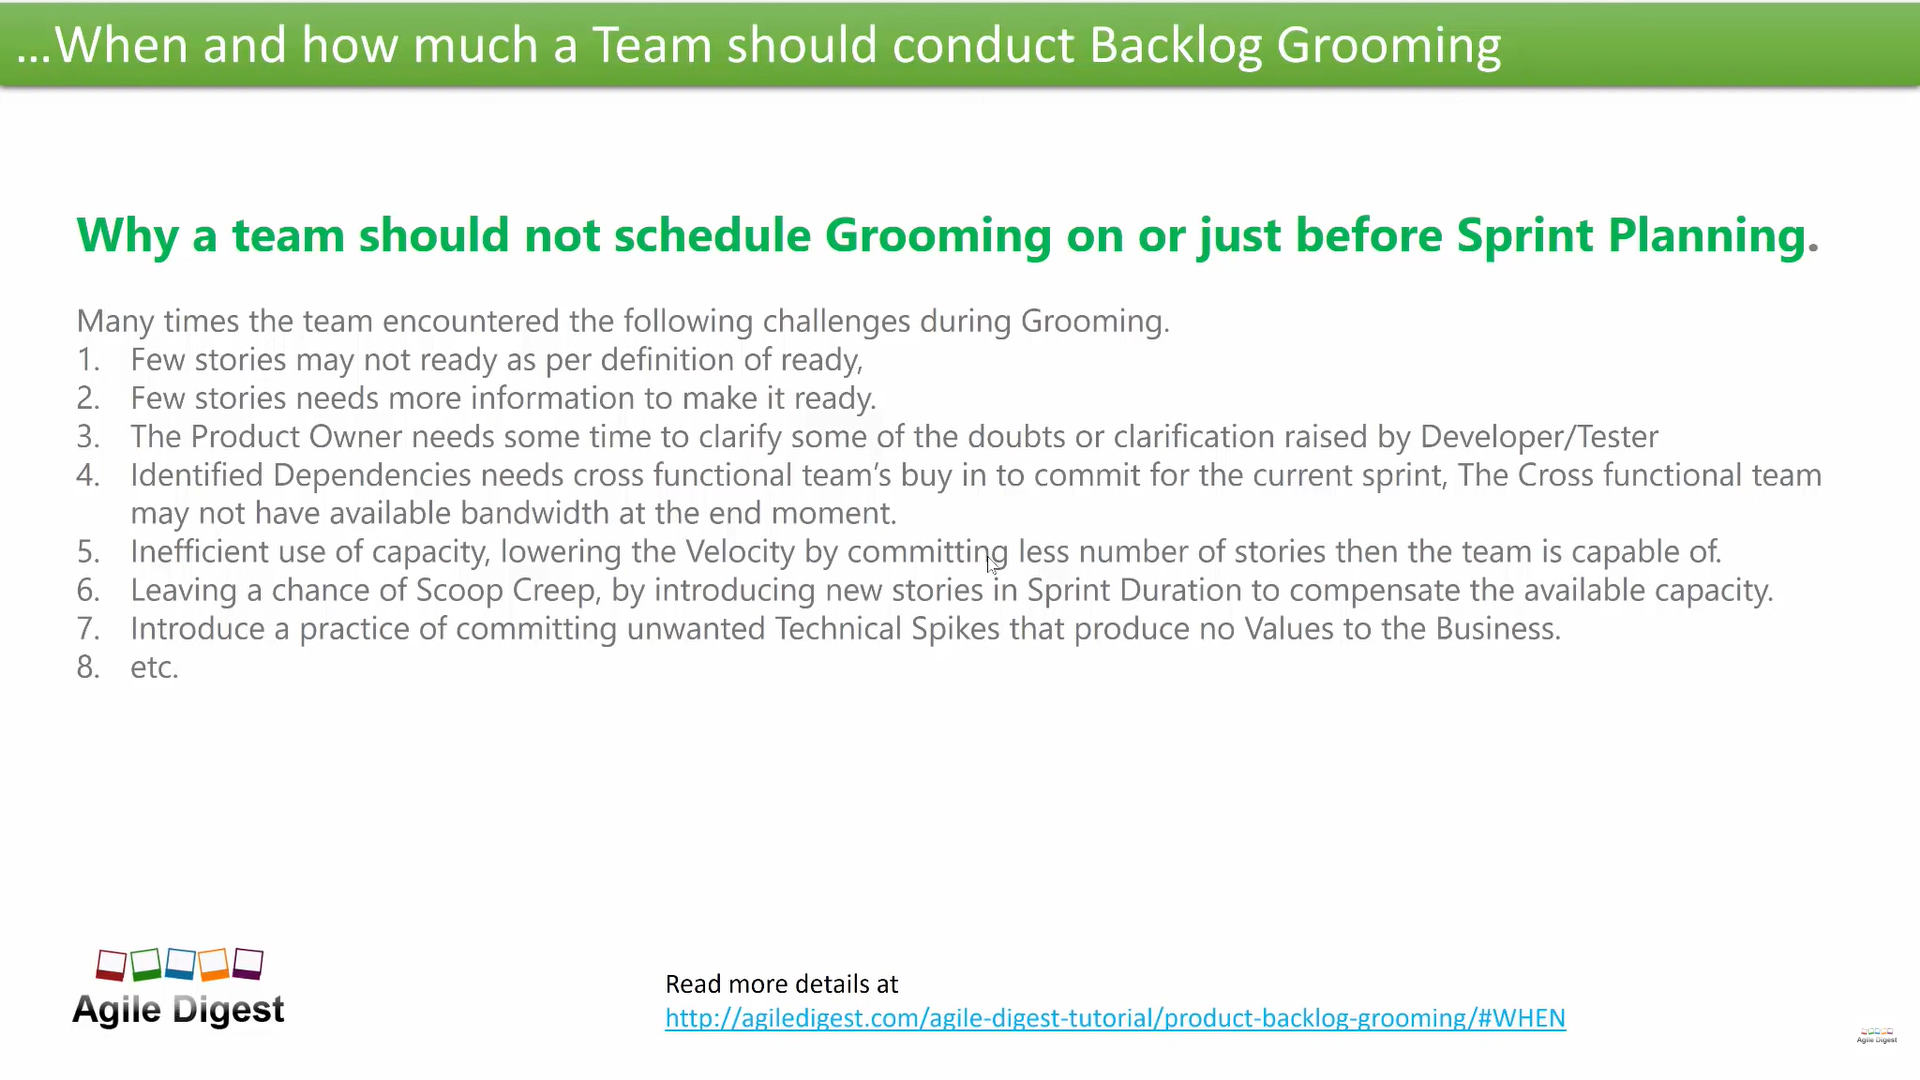 ...When and how much a Team should conduct Backlog Grooming
Why a team should not schedule Grooming on or just before Sprint Planning.
Many times the team encountered the following challenges during Grooming.
1. Few stories may not ready as per definition of ready,
2. Few stories needs more information to make it ready.
3. The Product Owner needs some time to clarify some of the doubts or clarification raised by Developer/Tester
4. Identified Dependencies needs cross functional team’s buy in to commit for the current sprint, The Cross functional team
may not have available bandwidth at the end moment.
5. Inefficient use of capacity, lowering the Velocity by committing less number of stories then the team is capable of.
6. Leaving a chance of Scoop Creep, by introducing new stories in Sprint Duration to compensate the available capacity.
7. Introduce a practice of committing unwanted Technical Spikes that produce no Values to the Business.
8. etc.
Agile Digest
Read more details at
http://agiledigest.com/agile-digest-tutorial/product-backlog-grooming/#WHEN
Agile Digest